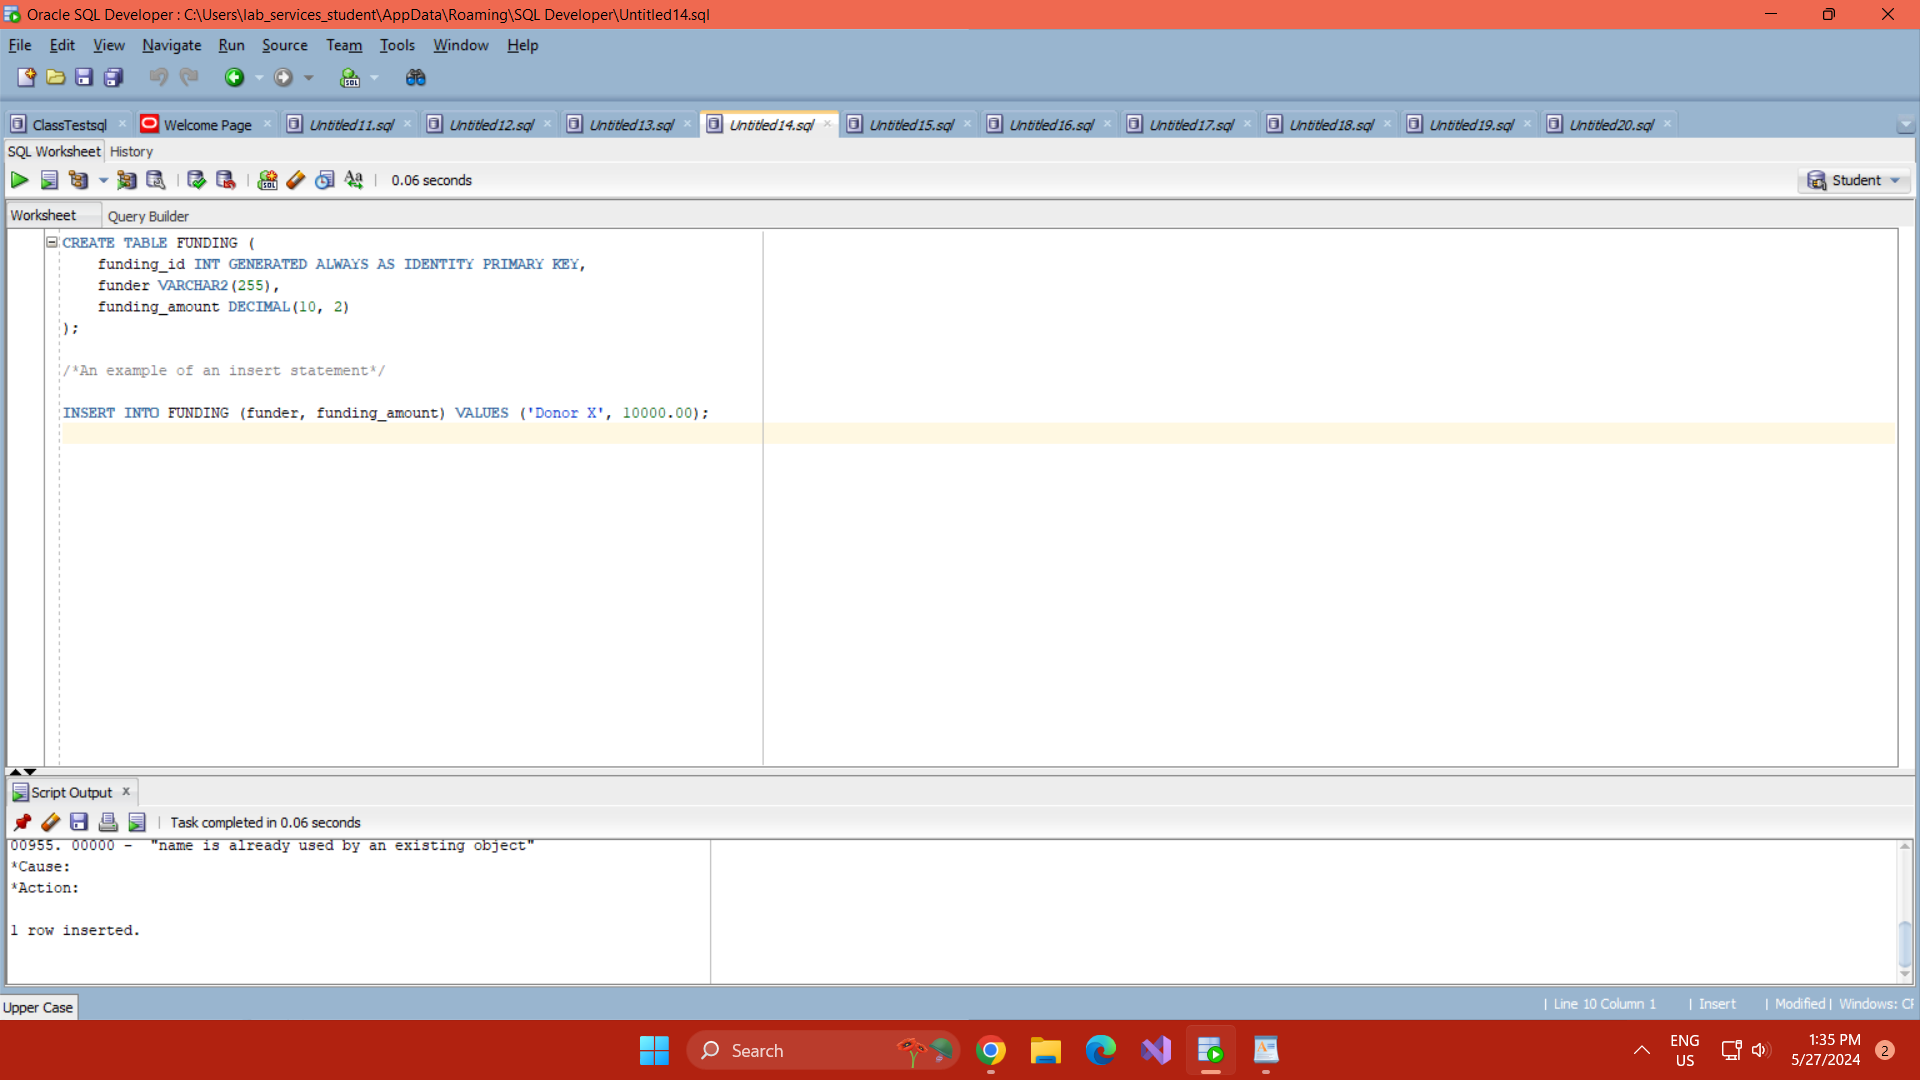 Oracle SQL Developer : C:\Users\lab_services_student\AppData\Roaming\SQL Developer\Untitled14.sql
File Edit View Navigate Run Source Team Tools Window Help
ClassTestsql Welcome Page Untitled11.sql Untitled12.sql Untitled13.sql Untitled14.sql Untitled15.sql Untitled16.sql Untitled17.sql Untitled18.sql Untitled19.sql Untitled20.sql
SQL Worksheet History
0.06 seconds Student
Worksheet Query Builder
CREATE TABLE FUNDING (
funding_id INT GENERATED ALWAYS AS IDENTITY PRIMARY KEY,
funder VARCHAR2(255),
funding_amount DECIMAL(10, 2)
);
/*An example of an insert statement*/
INSERT INTO FUNDING (funder, funding_amount) VALUES ('Donor X', 10000.00);
Script Output
Task completed in 0.06 seconds
00955. 00000 - "name is already used by an existing object"
*Cause:
*Action:
1 row inserted.
Upper Case | Line 10 Column 1 | Insert | Modified | Windows:
Search ENG US 1:35 PM 5/27/2024 2